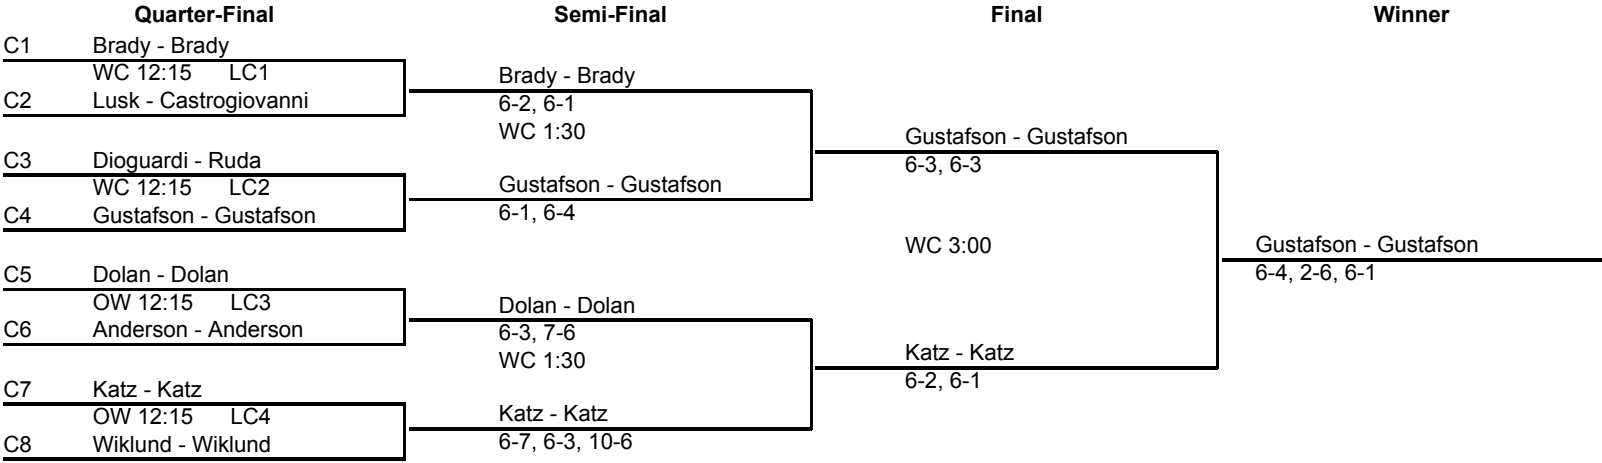 Quarter-Final Semi-Final Final Winner
C1 Brady - Brady
WC 12:15 LC1
C2 Lusk - Castrogiovanni
C3 Dioguardi - Ruda
WC 12:15 LC2
C4 Gustafson - Gustafson
C5 Dolan - Dolan
OW 12:15 LC3
C6 Anderson - Anderson
C7 Katz - Katz
OW 12:15 LC4
C8 Wiklund - Wiklund
Brady - Brady
6-2, 6-1
WC 1:30
Gustafson - Gustafson
6-1, 6-4
Dolan - Dolan
6-3, 7-6
WC 1:30
Katz - Katz
6-7, 6-3, 10-6
Gustafson - Gustafson
6-3, 6-3
WC 3:00
Katz - Katz
6-2, 6-1
Gustafson - Gustafson
6-4, 2-6, 6-1